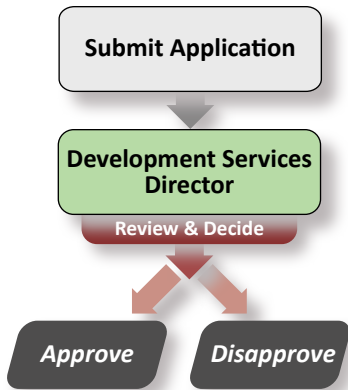 Submit Application
Development Services
Director
Review & Decide
Approve
Disapprove